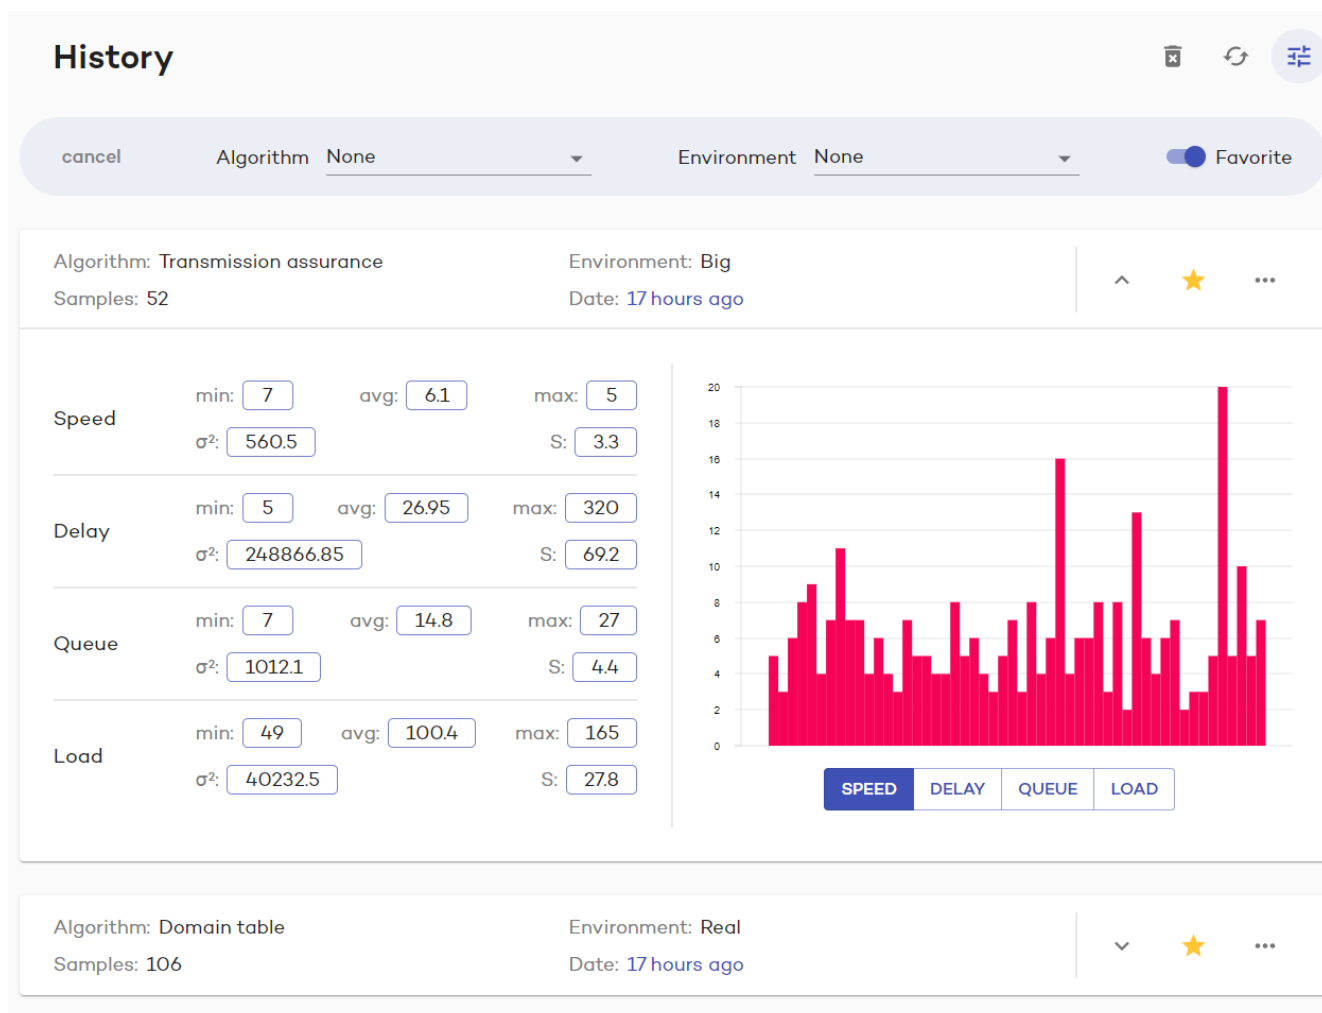 History
cancel Algorithm None Environment None Favorite
Algorithm: Transmission assurance Environment: Big
Samples: 52 Date: 17 hours ago
Speed
min: 7 avg: 6.1 max: 5
σ²: 560.5 S: 3.3
Delay
min: 5 avg: 26.95 max: 320
σ²: 248866.85 S: 69.2
Queue
min: 7 avg: 14.8 max: 27
σ²: 1012.1 S: 4.4
Load
min: 49 avg: 100.4 max: 165
σ²: 40232.5 S: 27.8
20
18
16
14
12
10
8
6
4
2
0
SPEED DELAY QUEUE LOAD
Algorithm: Domain table Environment: Real
Samples: 106 Date: 17 hours ago